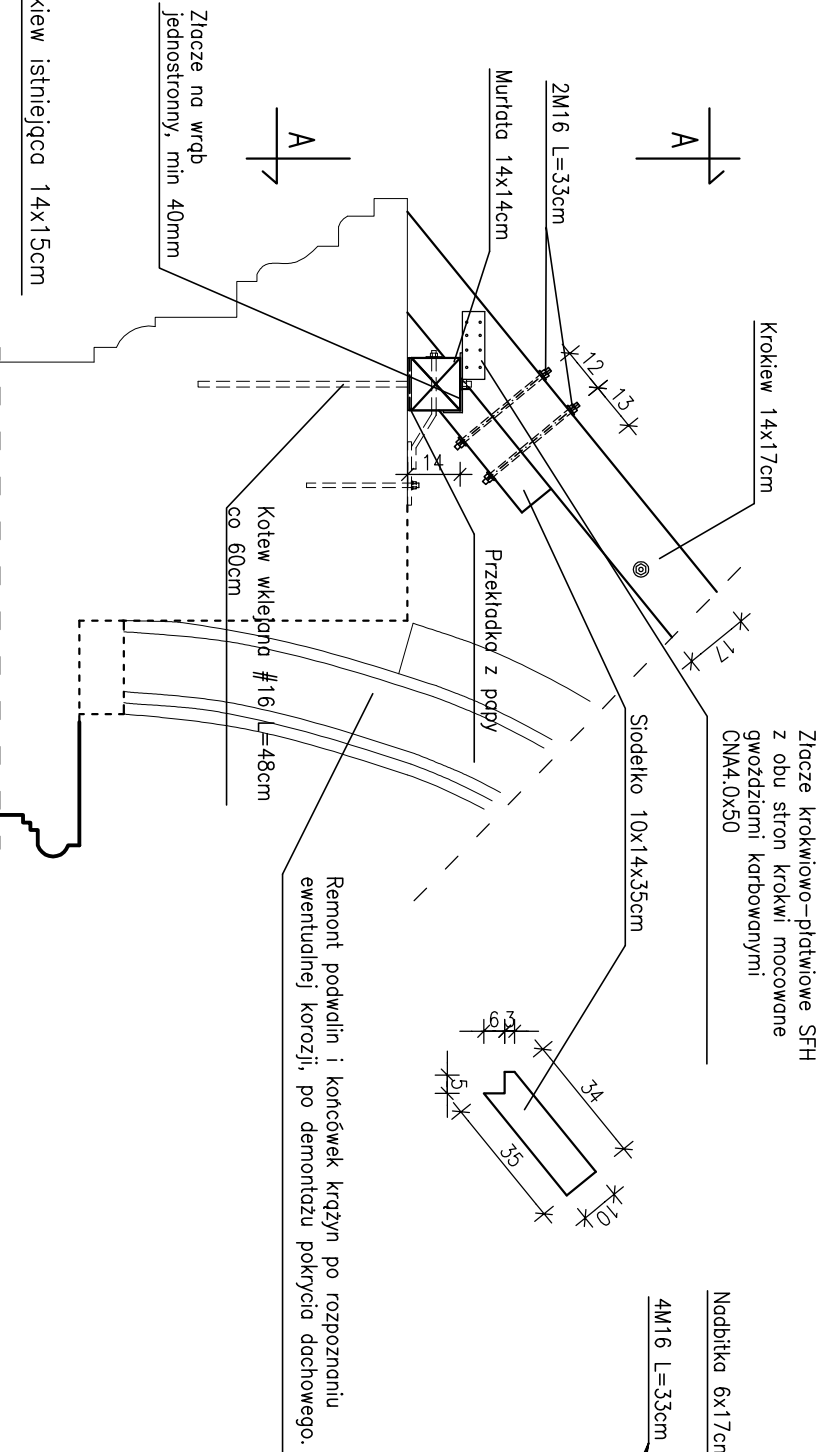 Złącze krokwiowo-płatwiowe SFH
z obu stron krokwi mocowane
gwoździami karbowanymi
CNA4.0x50
Krokiew 14x17cm
17
A
A
2M16 L=33cm
12
13
Murłata 14x14cm
Złącze na wrąb
jednostronny, min 40mm
kiew istniejąca 14x15cm
14
Przekładka z papy
Siodełko 10x14x35cm
Kotew wklejana #16 L=48cm
co 60cm
Remont podwalin i końcówek krążyn po rozpoznaniu
ewentualnej korozji, po demontażu pokrycia dachowego.
6
3
5
34
35
10
Nadbitka 6x17cm
4M16 L=33cm